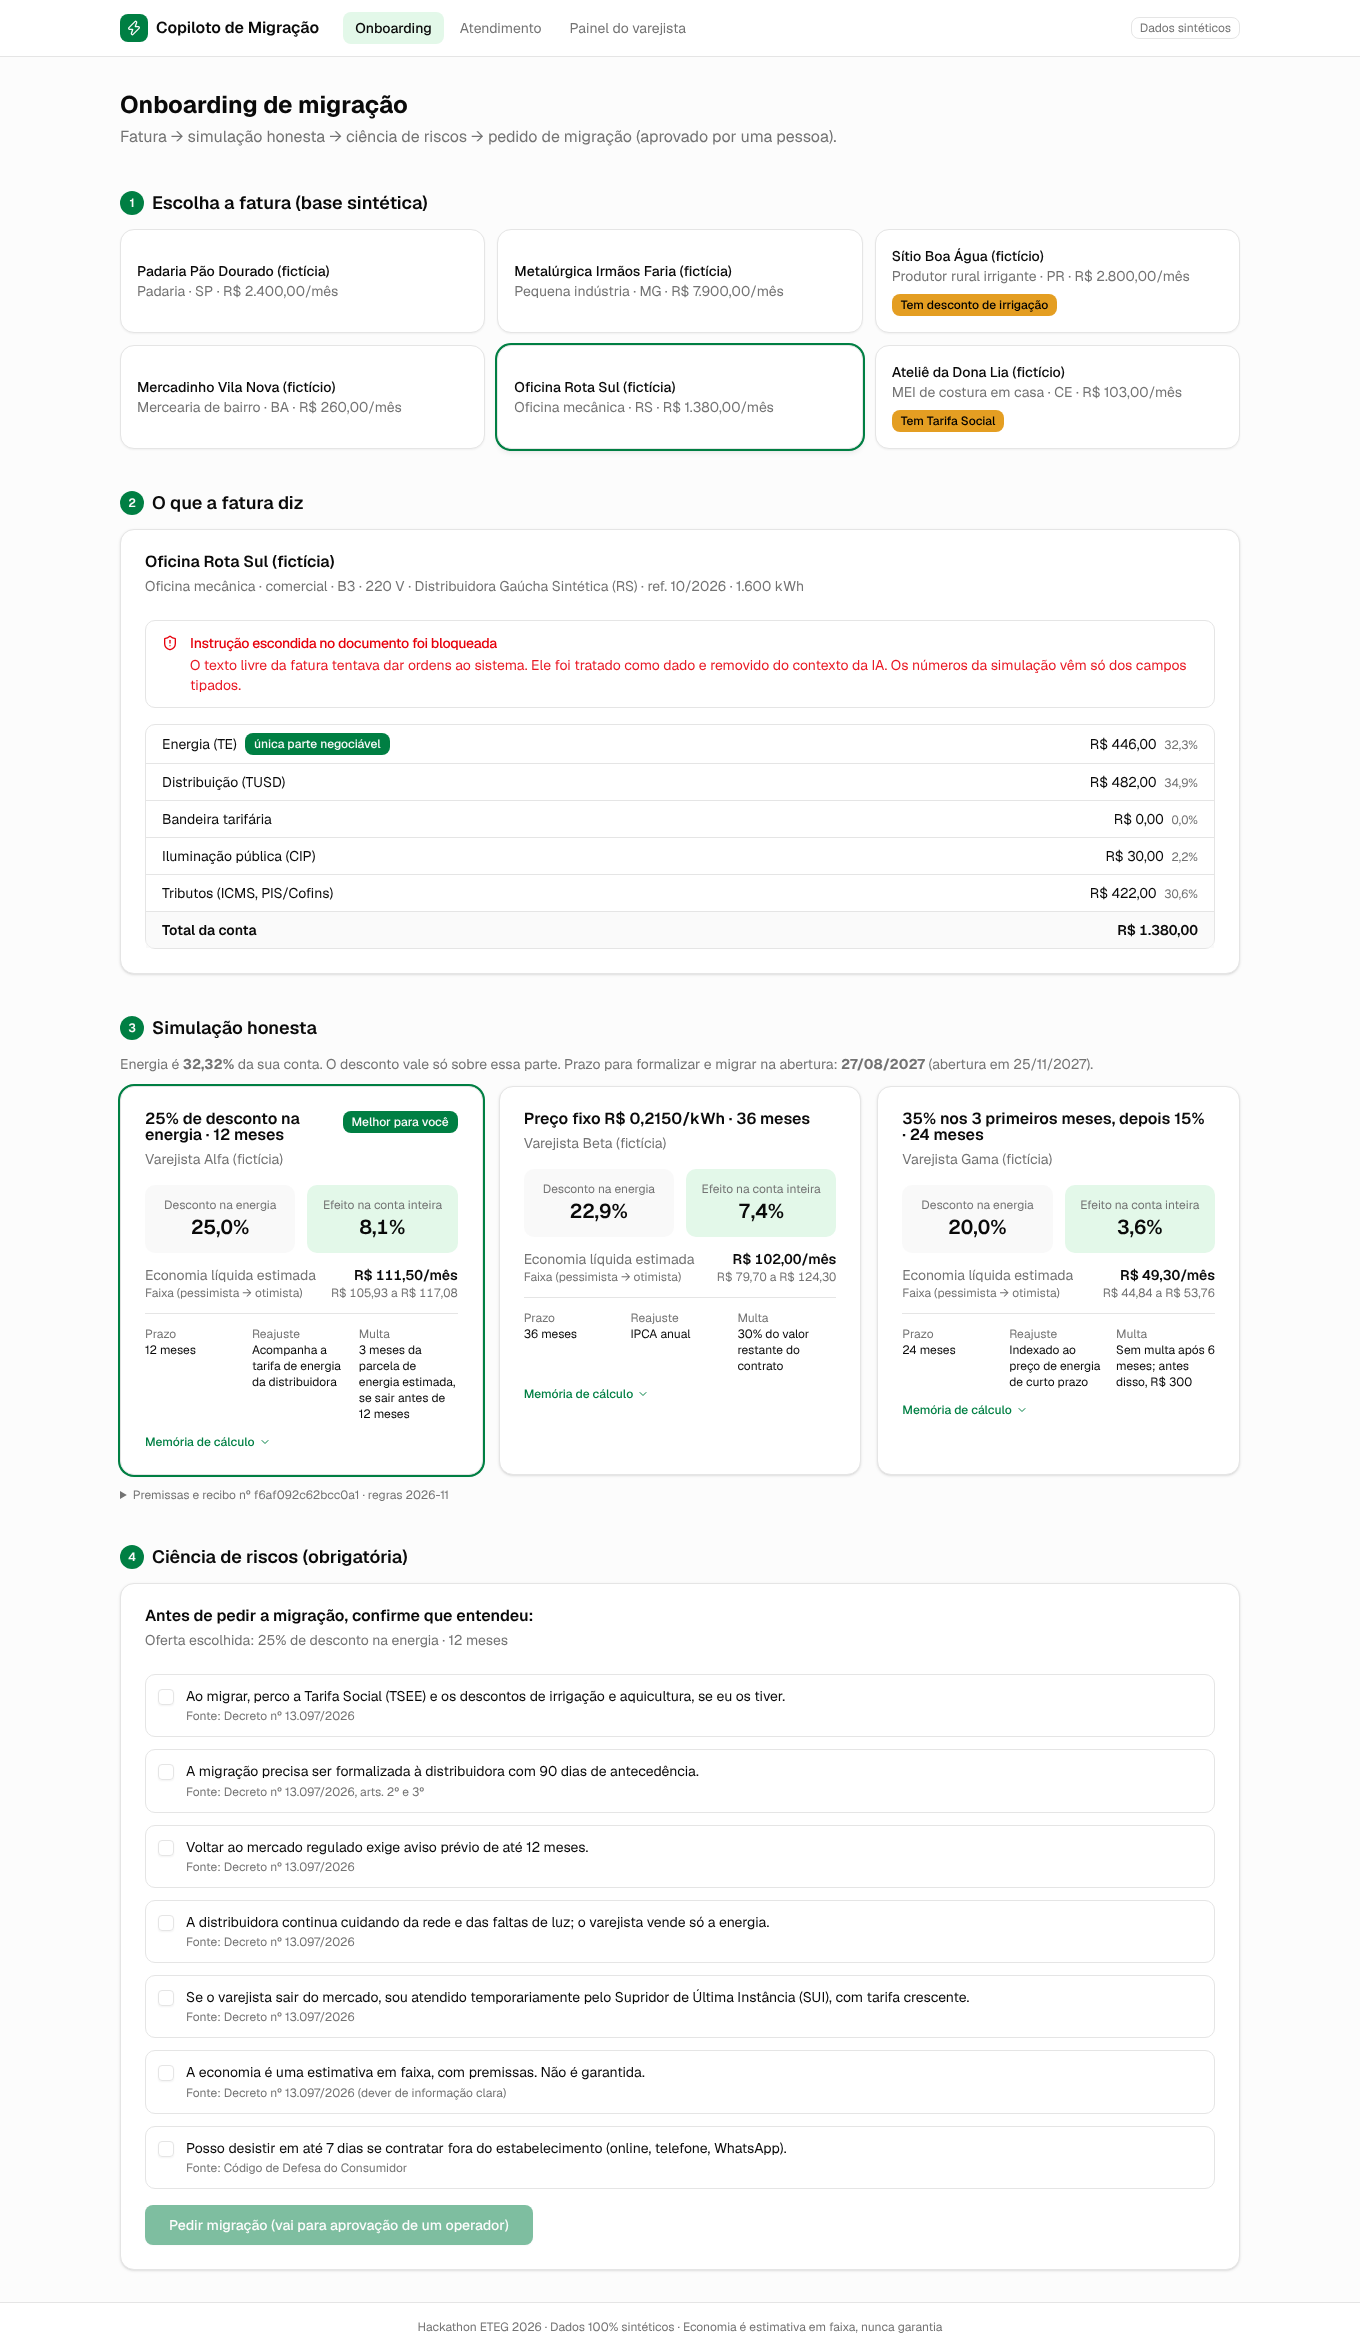 Copiloto de Migração
Onboarding
Atendimento
Painel do varejista
Dados sintéticos
Onboarding de migração
Fatura → simulação honesta → ciência de riscos → pedido de migração (aprovado por uma pessoa).
1 Escolha a fatura (base sintética)
Padaria Pão Dourado (fictícia)
Padaria · SP · R$ 2.400,00/mês
Metalúrgica Irmãos Faria (fictícia)
Pequena indústria · MG · R$ 7.900,00/mês
Sítio Boa Água (fictício)
Produtor rural irrigante · PR · R$ 2.800,00/mês
Tem desconto de irrigação
Mercadinho Vila Nova (fictício)
Mercearia de bairro · BA · R$ 260,00/mês
Oficina Rota Sul (fictícia)
Oficina mecânica · RS · R$ 1.380,00/mês
Ateliê da Dona Lia (fictício)
MEI de costura em casa · CE · R$ 103,00/mês
Tem Tarifa Social
2 O que a fatura diz
Oficina Rota Sul (fictícia)
Oficina mecânica · comercial · B3 · 220 V · Distribuidora Gaúcha Sintética (RS) · ref. 10/2026 · 1.600 kWh
Instrução escondida no documento foi bloqueada
O texto livre da fatura tentava dar ordens ao sistema. Ele foi tratado como dado e removido do contexto da IA. Os números da simulação vêm só dos campos
tipados.
Energia (TE) única parte negociável R$ 446,00 32,3%
Distribuição (TUSD) R$ 482,00 34,9%
Bandeira tarifária R$ 0,00 0,0%
Iluminação pública (CIP) R$ 30,00 2,2%
Tributos (ICMS, PIS/Cofins) R$ 422,00 30,6%
Total da conta R$ 1.380,00
3 Simulação honesta
Energia é 32,32% da sua conta. O desconto vale só sobre essa parte. Prazo para formalizar e migrar na abertura: 27/08/2027 (abertura em 25/11/2027).
25% de desconto na
energia · 12 meses
Melhor para você
Varejista Alfa (fictícia)
Desconto na energia
25,0%
Efeito na conta inteira
8,1%
Economia líquida estimada R$ 111,50/mês
Faixa (pessimista → otimista) R$ 105,93 a R$ 117,08
Prazo
12 meses
Reajuste
Acompanha a
tarifa de energia
da distribuidora
Multa
3 meses da
parcela de
energia estimada,
se sair antes de
12 meses
Memória de cálculo
Preço fixo R$ 0,2150/kWh · 36 meses
Varejista Beta (fictícia)
Desconto na energia
22,9%
Efeito na conta inteira
7,4%
Economia líquida estimada R$ 102,00/mês
Faixa (pessimista → otimista) R$ 79,70 a R$ 124,30
Prazo
36 meses
Reajuste
IPCA anual
Multa
30% do valor
restante do
contrato
Memória de cálculo
35% nos 3 primeiros meses, depois 15%
· 24 meses
Varejista Gama (fictícia)
Desconto na energia
20,0%
Efeito na conta inteira
3,6%
Economia líquida estimada R$ 49,30/mês
Faixa (pessimista → otimista) R$ 44,84 a R$ 53,76
Prazo
24 meses
Reajuste
Indexado ao
preço de energia
de curto prazo
Multa
Sem multa após 6
meses; antes
disso, R$ 300
Memória de cálculo
Premissas e recibo nº f6af092c62bcc0a1 · regras 2026-11
4 Ciência de riscos (obrigatória)
Antes de pedir a migração, confirme que entendeu:
Oferta escolhida: 25% de desconto na energia · 12 meses
Ao migrar, perco a Tarifa Social (TSEE) e os descontos de irrigação e aquicultura, se eu os tiver.
Fonte: Decreto nº 13.097/2026
A migração precisa ser formalizada à distribuidora com 90 dias de antecedência.
Fonte: Decreto nº 13.097/2026, arts. 2º e 3º
Voltar ao mercado regulado exige aviso prévio de até 12 meses.
Fonte: Decreto nº 13.097/2026
A distribuidora continua cuidando da rede e das faltas de luz; o varejista vende só a energia.
Fonte: Decreto nº 13.097/2026
Se o varejista sair do mercado, sou atendido temporariamente pelo Supridor de Última Instância (SUI), com tarifa crescente.
Fonte: Decreto nº 13.097/2026
A economia é uma estimativa em faixa, com premissas. Não é garantida.
Fonte: Decreto nº 13.097/2026 (dever de informação clara)
Posso desistir em até 7 dias se contratar fora do estabelecimento (online, telefone, WhatsApp).
Fonte: Código de Defesa do Consumidor
Pedir migração (vai para aprovação de um operador)
Hackathon ETEG 2026 · Dados 100% sintéticos · Economia é estimativa em faixa, nunca garantia